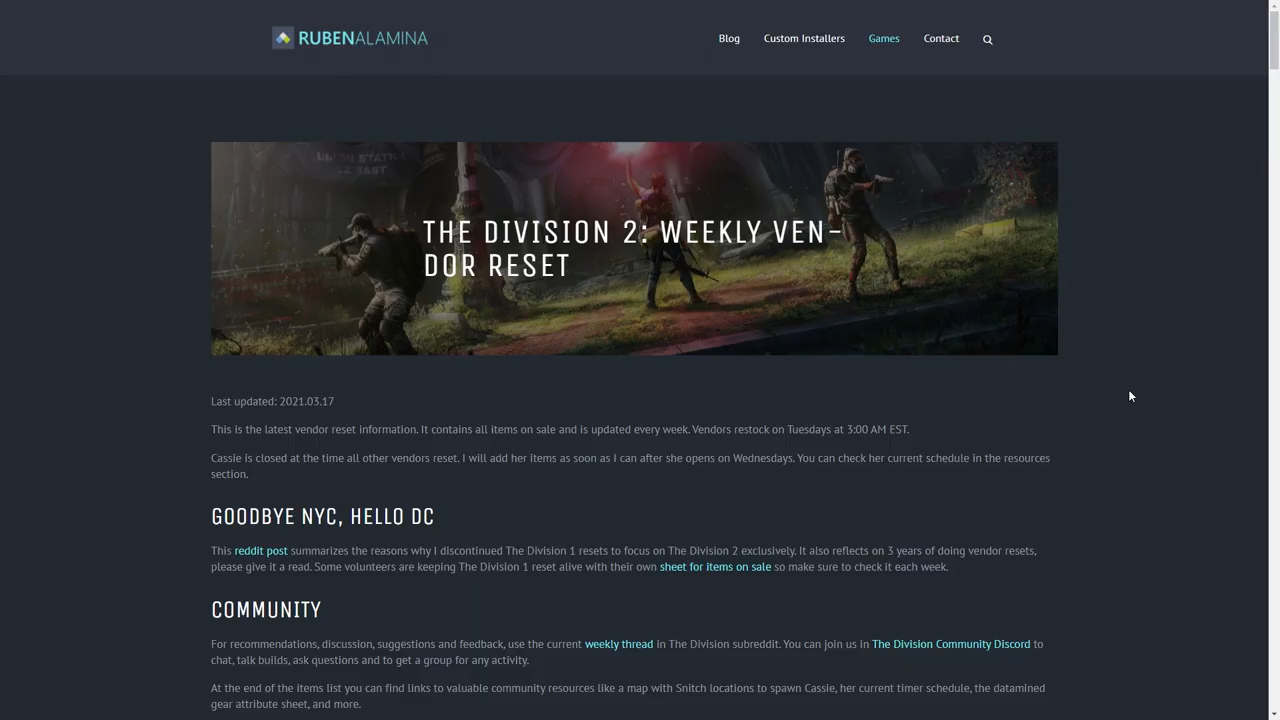 RUBENALAMINA
Blog
Custom Installers
Games
Contact
UNION STATION
THE DIVISION 2: WEEKLY VEN-
DOR RESET
Last updated: 2021.03.17
This is the latest vendor reset information. It contains all items on sale and is updated every week. Vendors restock on Tuesdays at 3:00 AM EST.
Cassie is closed at the time all other vendors reset. I will add her items as soon as I can after she opens on Wednesdays. You can check her current schedule in the resources
section.
GOODBYE NYC, HELLO DC
This reddit post summarizes the reasons why I discontinued The Division 1 resets to focus on The Division 2 exclusively. It also reflects on 3 years of doing vendor resets,
please give it a read. Some volunteers are keeping The Division 1 reset alive with their own sheet for items on sale so make sure to check it each week.
COMMUNITY
For recommendations, discussion, suggestions and feedback, use the current weekly thread in The Division subreddit. You can join us in The Division Community Discord to
chat, talk builds, ask questions and to get a group for any activity.
At the end of the items list you can find links to valuable community resources like a map with Snitch locations to spawn Cassie, her current timer schedule, the datamined
gear attribute sheet, and more.